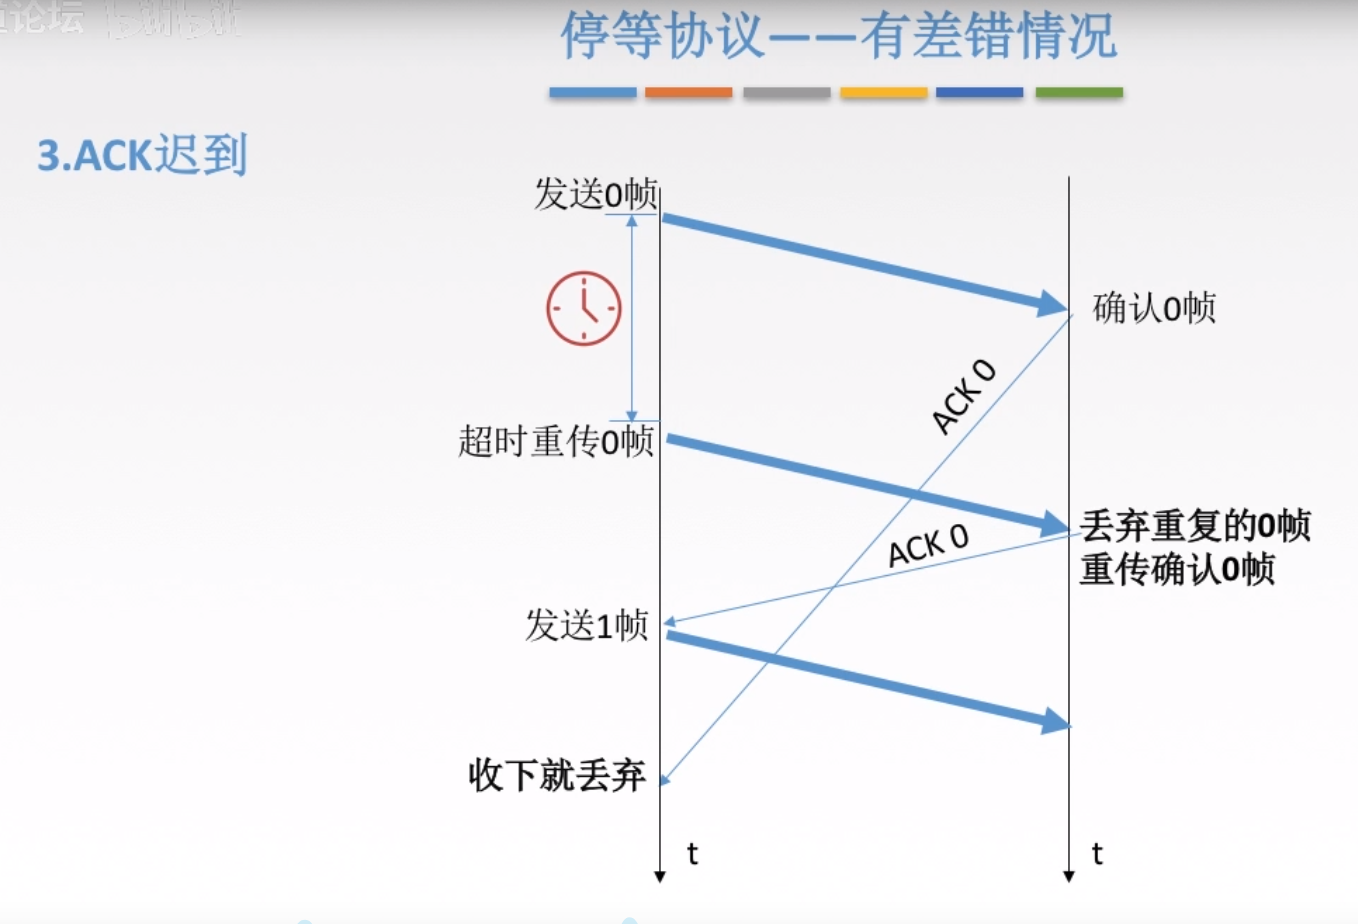 论坛 bilibili
停等协议——有差错情况
3.ACK迟到
发送0帧
确认0帧
ACK 0
超时重传0帧
丢弃重复的0帧
重传确认0帧
ACK 0
发送1帧
收下就丢弃
t
t